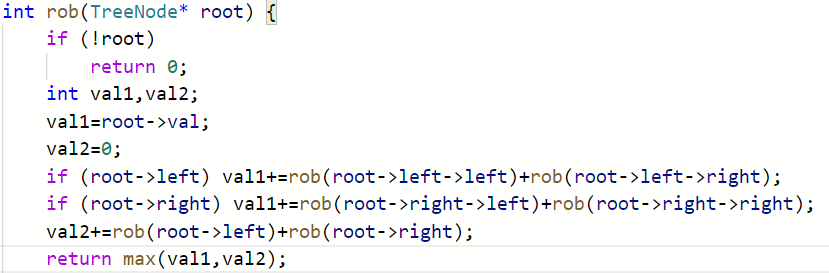 int rob(TreeNode* root) {
    if (!root)
        return 0;
    int val1,val2;
    val1=root->val;
    val2=0;
    if (root->left) val1+=rob(root->left->left)+rob(root->left->right);
    if (root->right) val1+=rob(root->right->left)+rob(root->right->right);
    val2+=rob(root->left)+rob(root->right);
    return max(val1,val2);